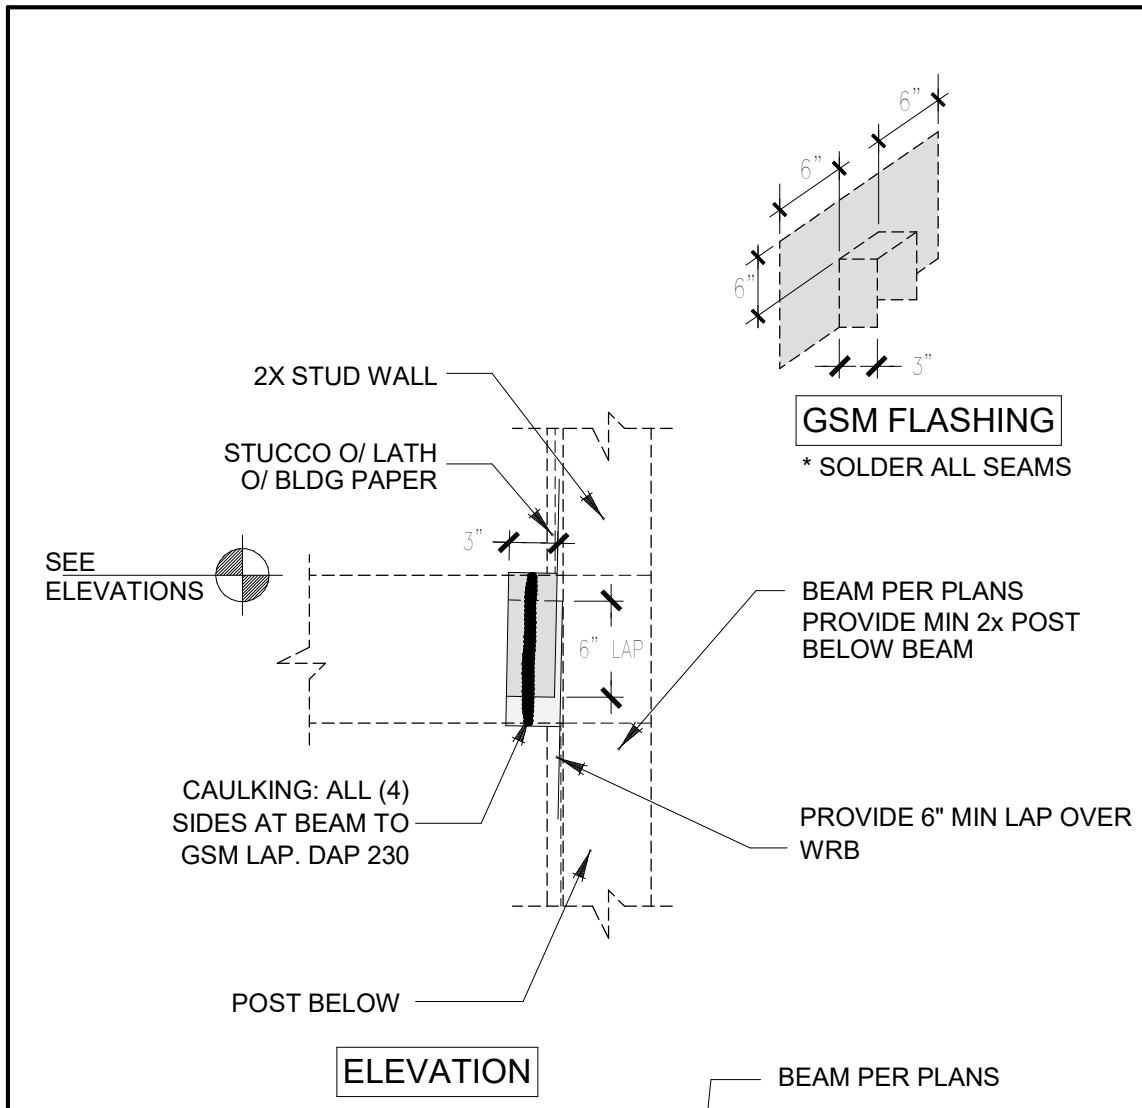 6”
6”
6”
3”
GSM FLASHING
* SOLDER ALL SEAMS
2X STUD WALL
STUCCO O/ LATH
O/ BLDG PAPER
3”
SEE
ELEVATIONS
BEAM PER PLANS
PROVIDE MIN 2x POST
BELOW BEAM
6” LAP
CAULKING: ALL (4)
SIDES AT BEAM TO
GSM LAP. DAP 230
PROVIDE 6" MIN LAP OVER
WRB
POST BELOW
ELEVATION
BEAM PER PLANS